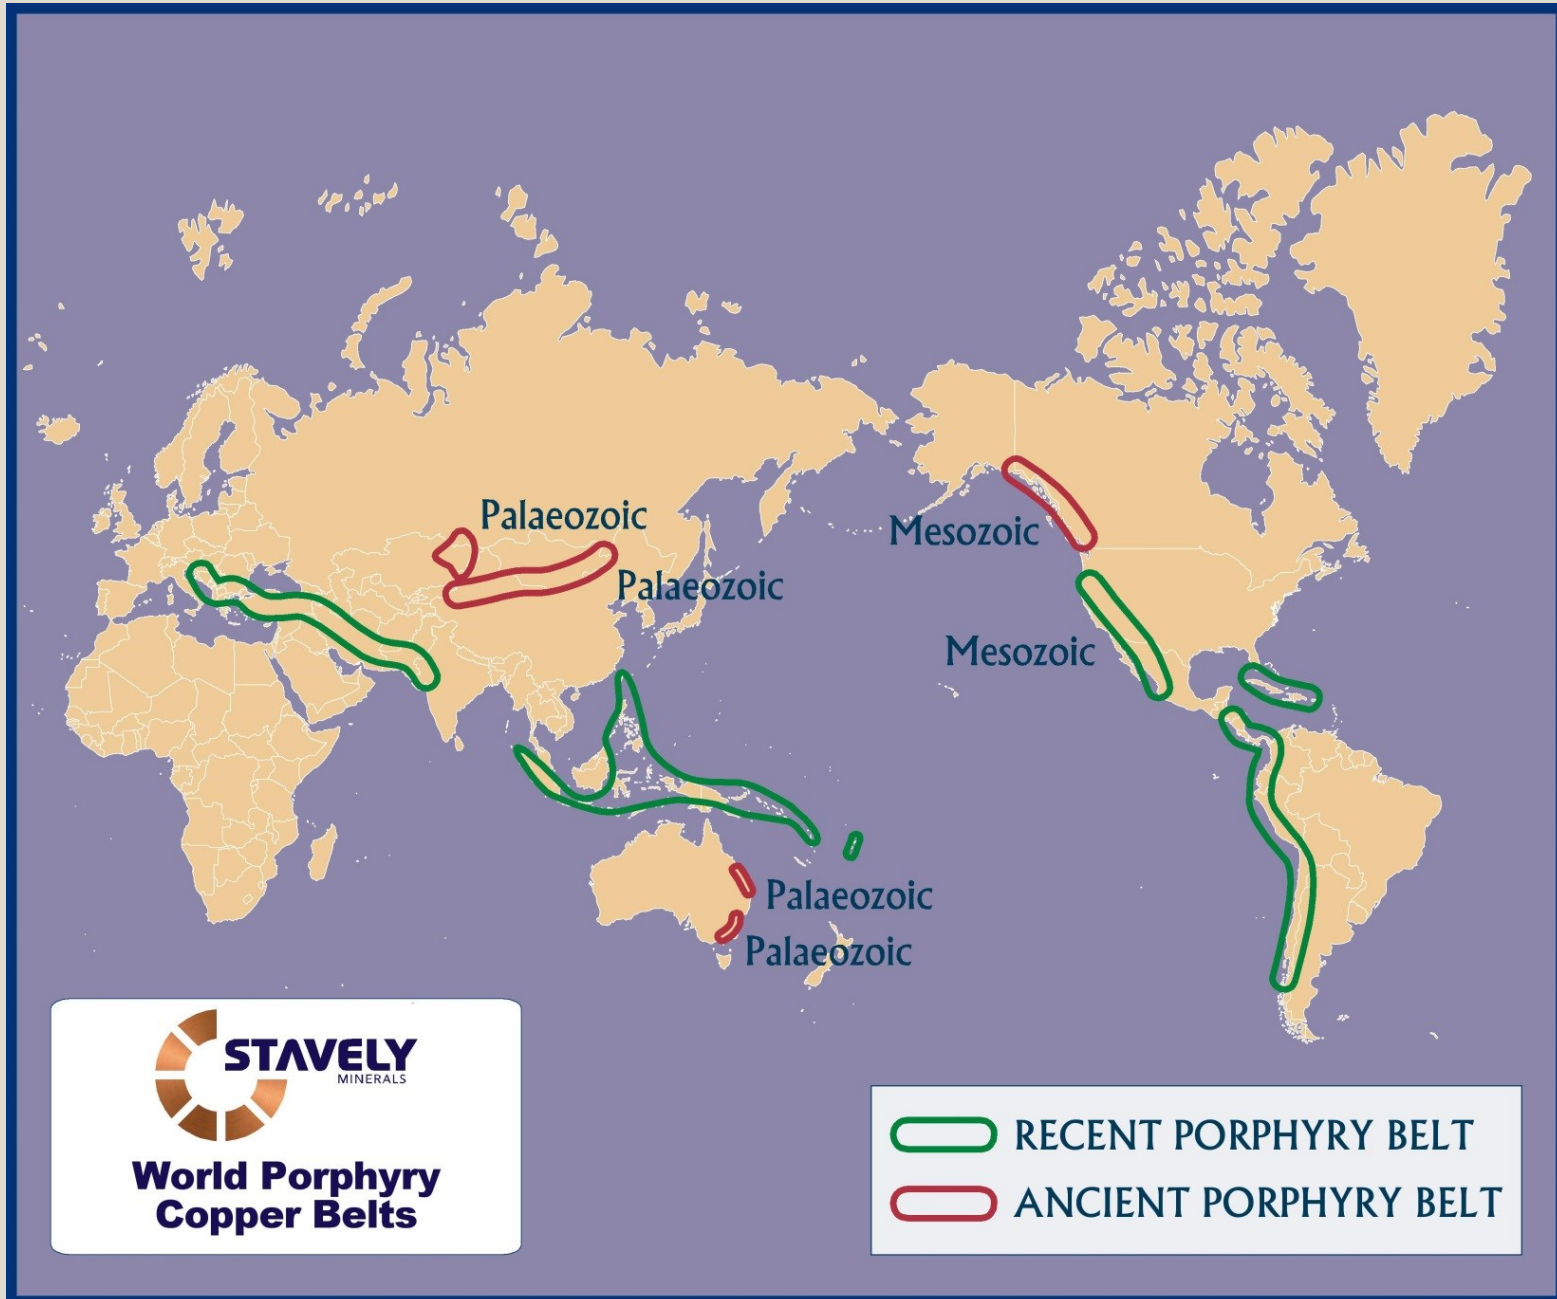 Palaeozoic
Mesozoic
Palaeozoic
Mesozoic
Palaeozoic
Palaeozoic
STAVELY
MINERALS
World Porphyry
Copper Belts
RECENT PORPHYRY BELT
ANCIENT PORPHYRY BELT